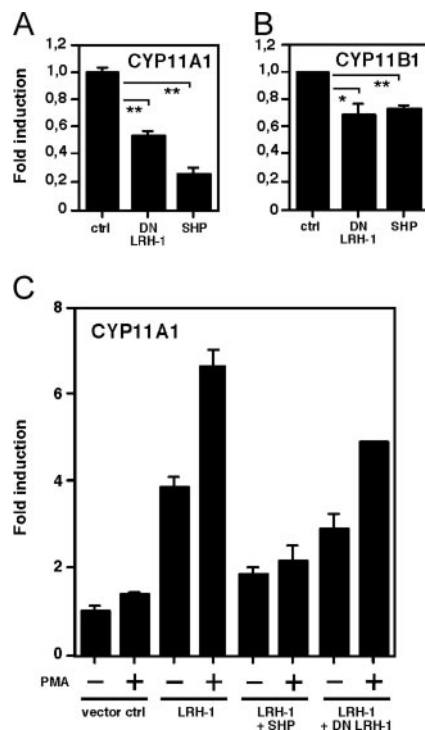 A
CYP11A1
Fold induction
1,2
1,0
0,8
0,6
0,4
0,2
0
**
**
ctrl
DN
LRH-1
SHP
B
CYP11B1
1,2
1,0
0,8
0,6
0,4
0,2
0
*
**
ctrl
DN
LRH-1
SHP
C
CYP11A1
Fold induction
8
6
4
2
0
PMA − + − + − + − +
vector ctrl
LRH-1
LRH-1
+ SHP
LRH-1
+ DN LRH-1